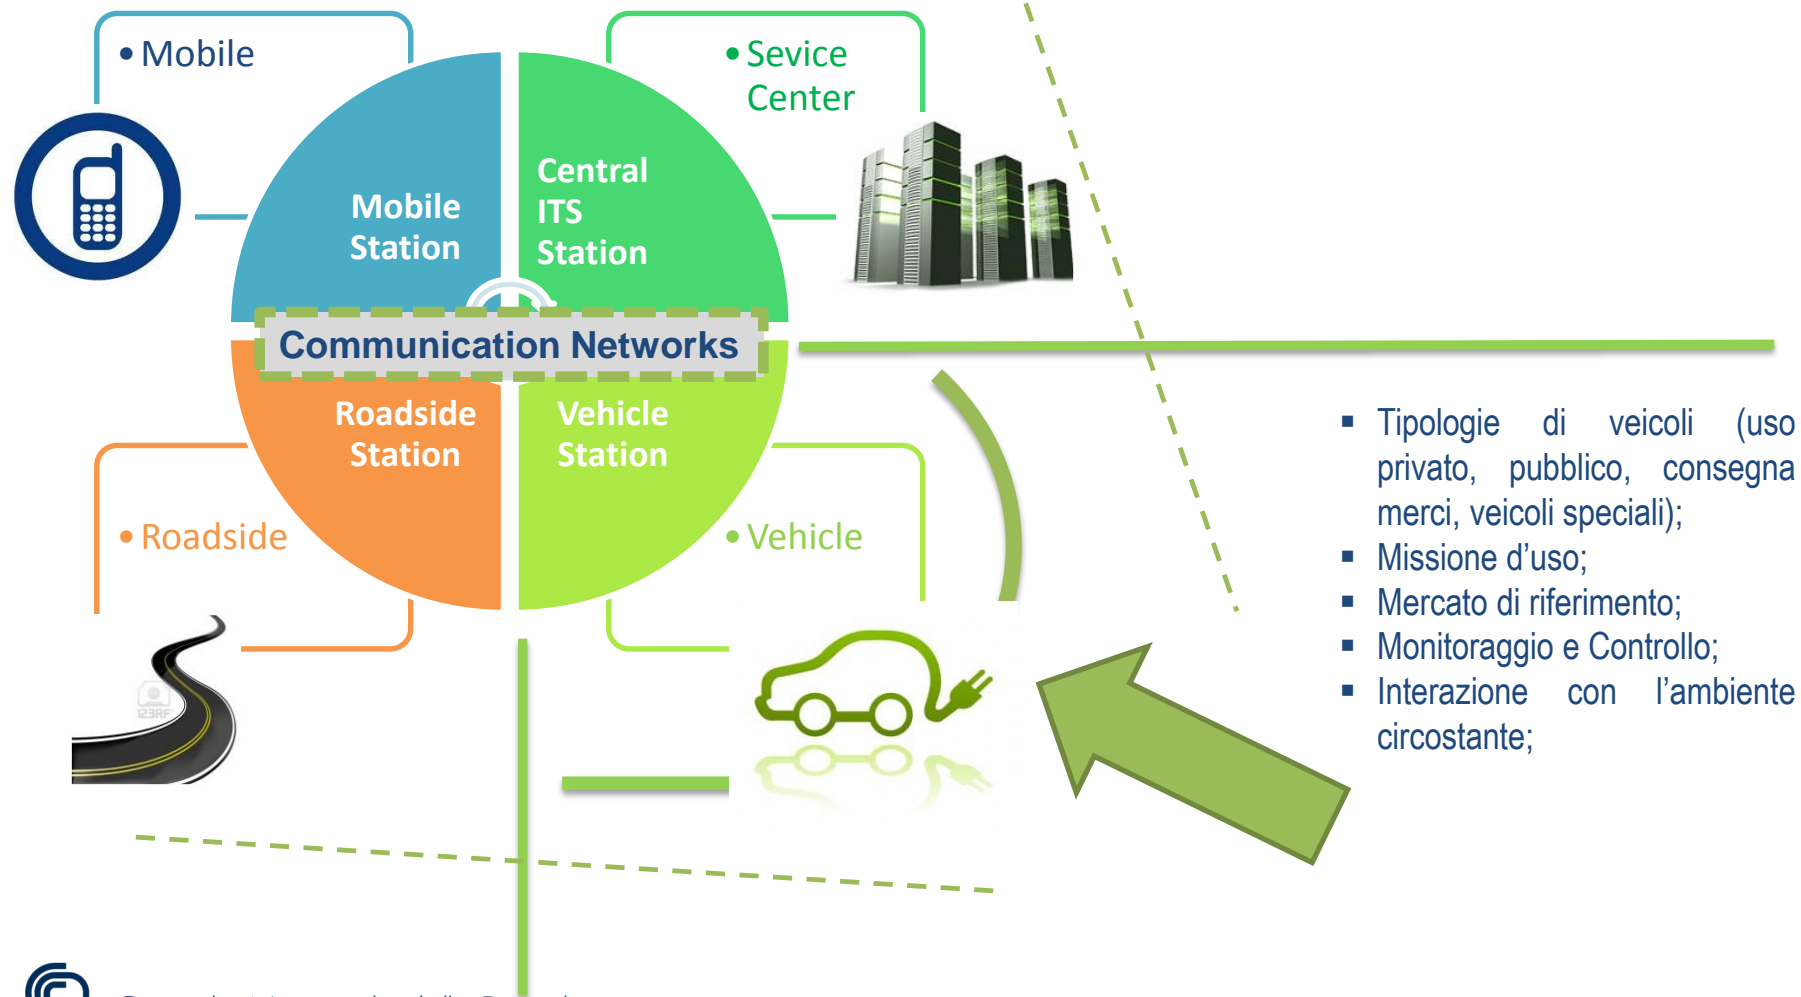 • Mobile
• Sevice
Center
Mobile
Station
Central
ITS
Station
Communication Networks
Roadside
Station
Vehicle
Station
• Roadside
• Vehicle
123RF
▪ Tipologie di veicoli (uso
privato, pubblico, consegna
merci, veicoli speciali);
▪ Missione d’uso;
▪ Mercato di riferimento;
▪ Monitoraggio e Controllo;
▪ Interazione con l’ambiente
circostante;